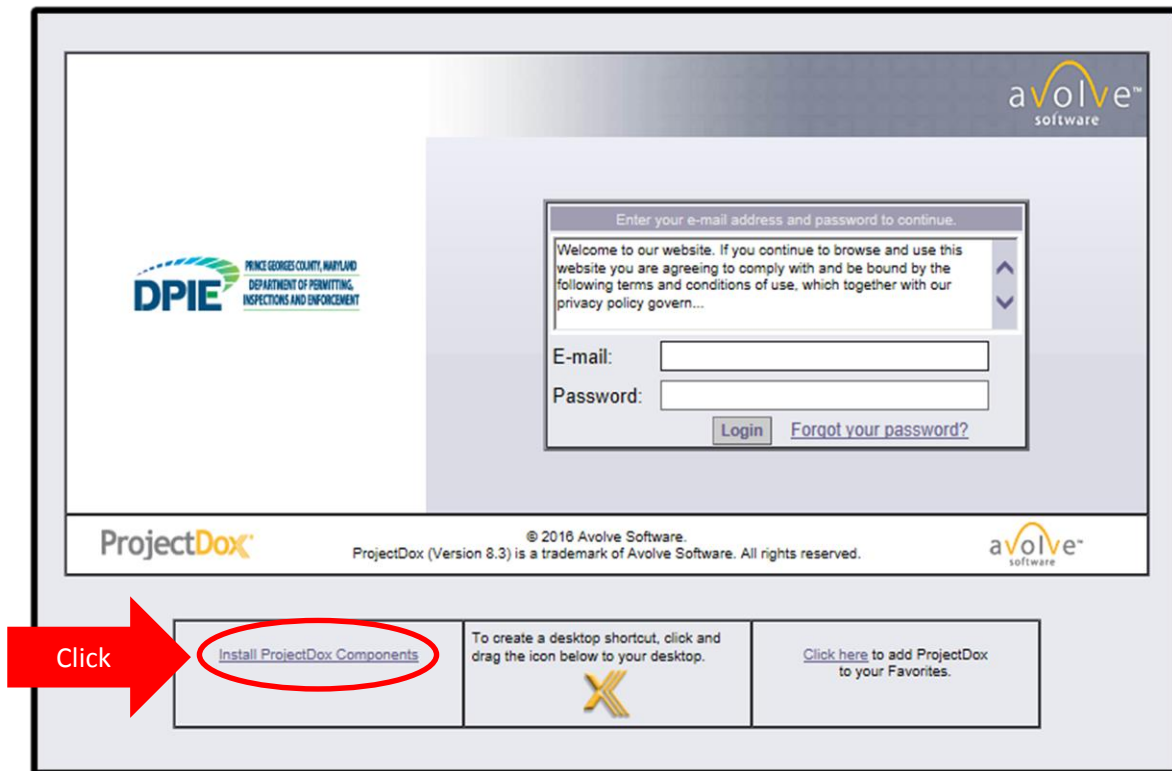 avolve™
software
PRINCE GEORGES COUNTY, MARYLAND
DPIE
DEPARTMENT OF PERMITTING,
INSPECTIONS AND ENFORCEMENT
Enter your e-mail address and password to continue.
Welcome to our website. If you continue to browse and use this
website you are agreeing to comply with and be bound by the
following terms and conditions of use, which together with our
privacy policy govern...
E-mail:
Password:
Login Forgot your password?
ProjectDox
© 2016 Avolve Software.
ProjectDox (Version 8.3) is a trademark of Avolve Software. All rights reserved.
avolve™
software
Click
Install ProjectDox Components
To create a desktop shortcut, click and
drag the icon below to your desktop.
Click here to add ProjectDox
to your Favorites.